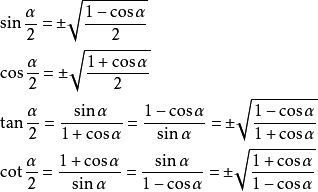 sin α/2 = ±√((1 − cos α)/2)
cos α/2 = ±√((1 + cos α)/2)
tan α/2 = sin α/(1 + cos α) = (1 − cos α)/sin α = ±√((1 − cos α)/(1 + cos α))
cot α/2 = (1 + cos α)/sin α = sin α/(1 − cos α) = ±√((1 + cos α)/(1 − cos α))